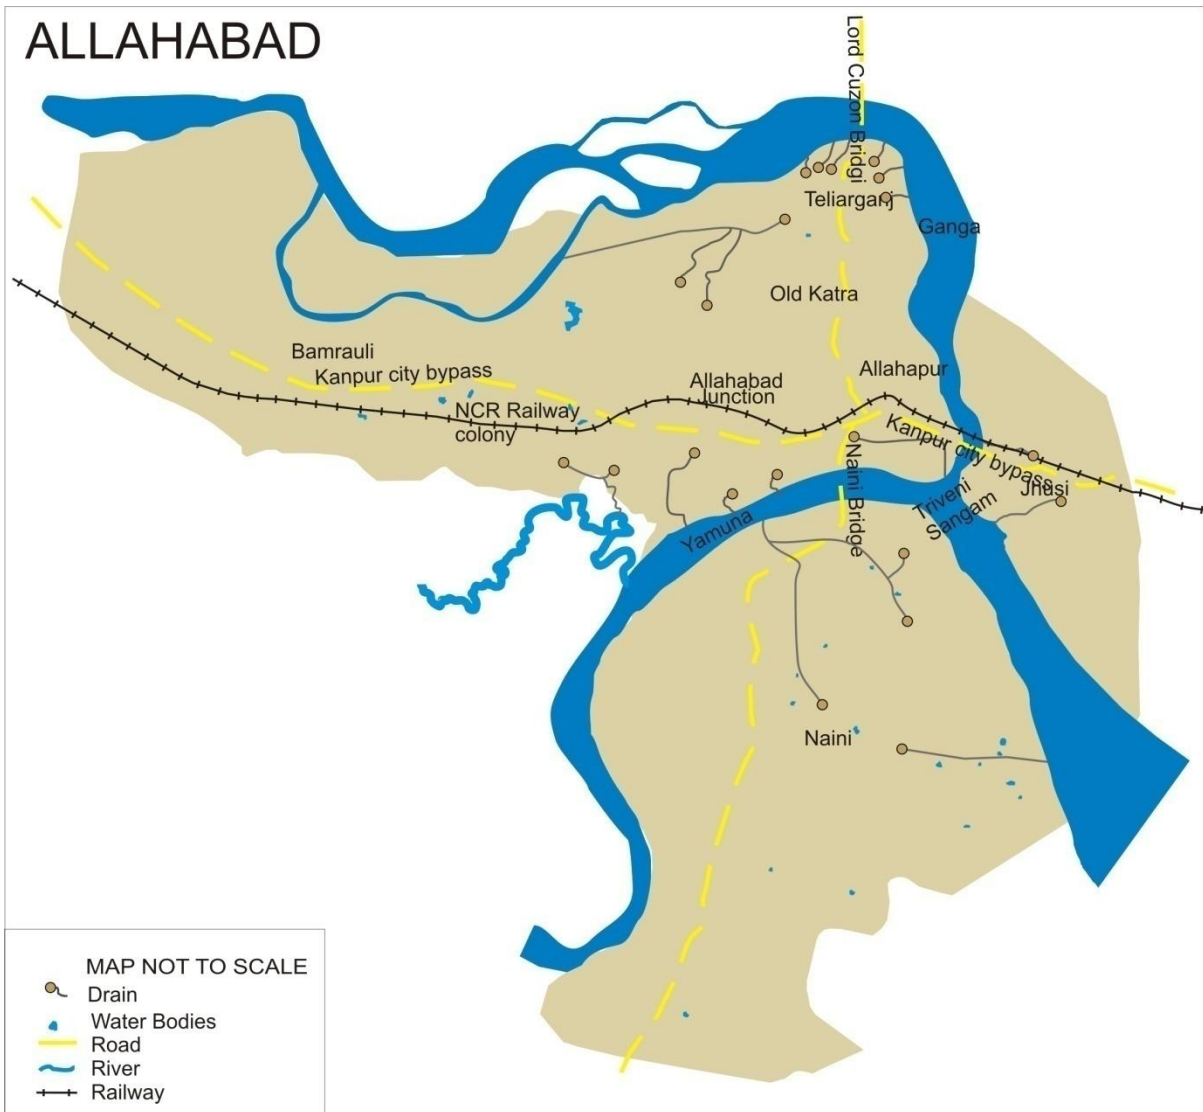 ALLAHABAD
Lord Cuzon Bridgi
Teliarganj
Ganga
Old Katra
Bamrauli
Kanpur city bypass
Allahabad
Junction
Allahapur
NCR Railway
colony
Kanpur city bypass
Naini Bridge
Jhusi
Triveni
Sangam
Yamuna
Naini
MAP NOT TO SCALE
Drain
Water Bodies
Road
River
Railway